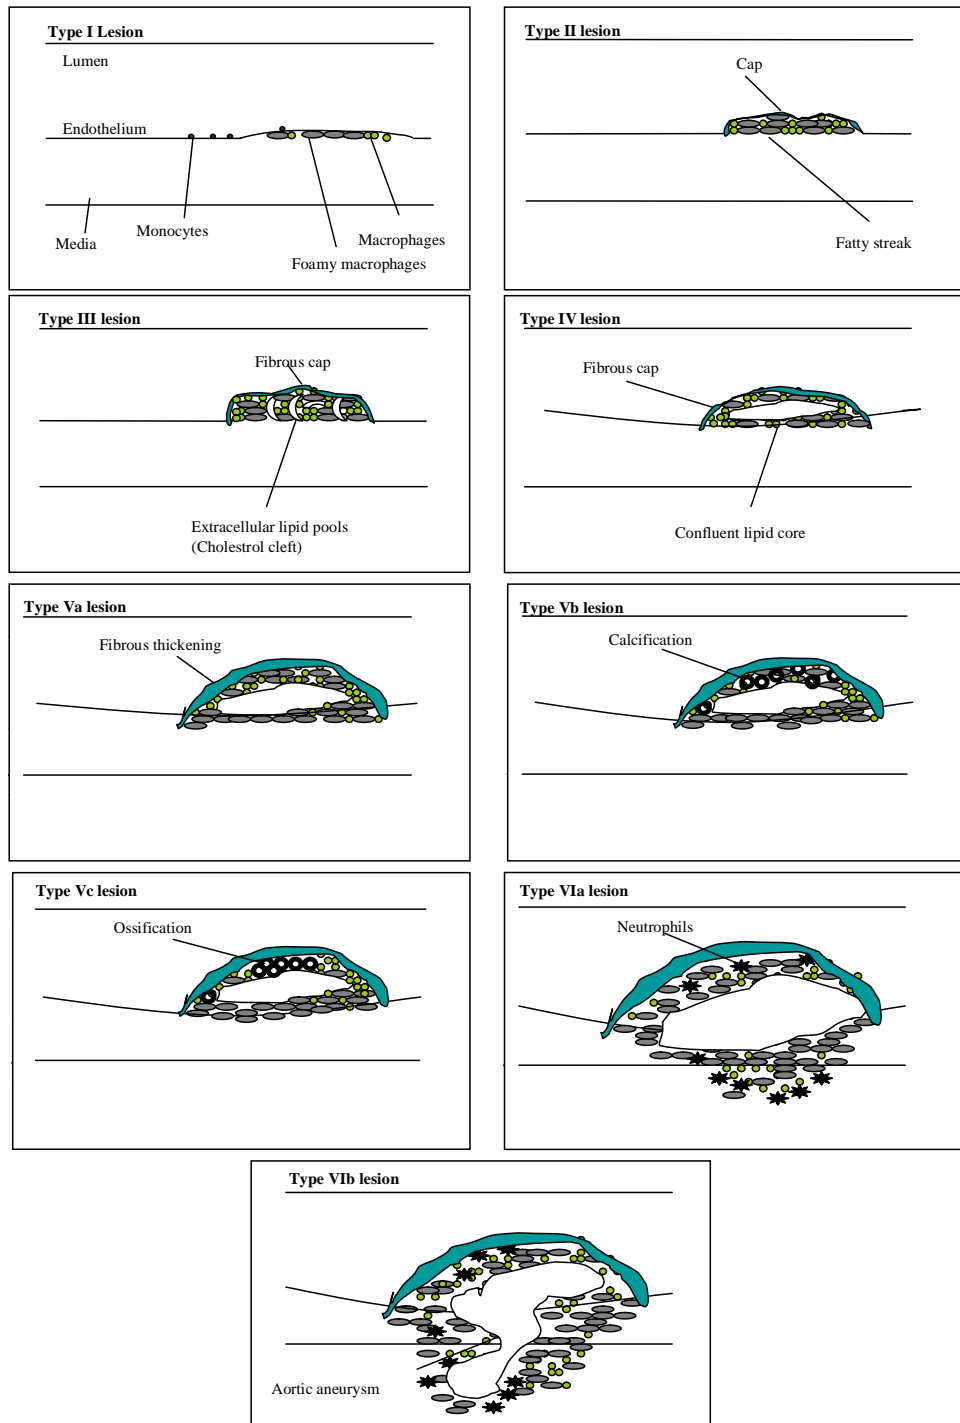 Type I Lesion
Lumen
Endothelium
Monocytes
Macrophages
Media
Foamy macrophages
Type II lesion
Cap
Fatty streak
Type III lesion
Fibrous cap
Extracellular lipid pools
(Cholestrol cleft)
Type IV lesion
Fibrous cap
Confluent lipid core
Type Va lesion
Fibrous thickening
Type Vb lesion
Calcification
Type Vc lesion
Ossification
Type VIa lesion
Neutrophils
Type VIb lesion
Aortic aneurysm